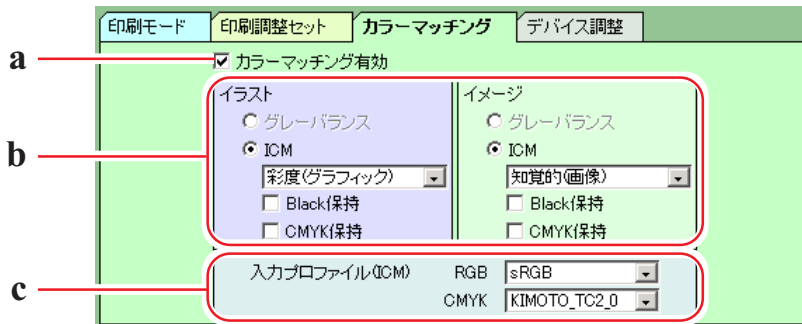 印刷モード 印刷調整セット カラーマッチング デバイス調整
a
カラーマッチング有効
b
イラスト
グレーバランス
ICM
彩度(グラフィック)
Black保持
CMYK保持
イメージ
グレーバランス
ICM
知覚的(画像)
Black保持
CMYK保持
c
入力プロファイル(ICM) RGB sRGB
CMYK KIMOTO_TC2_0